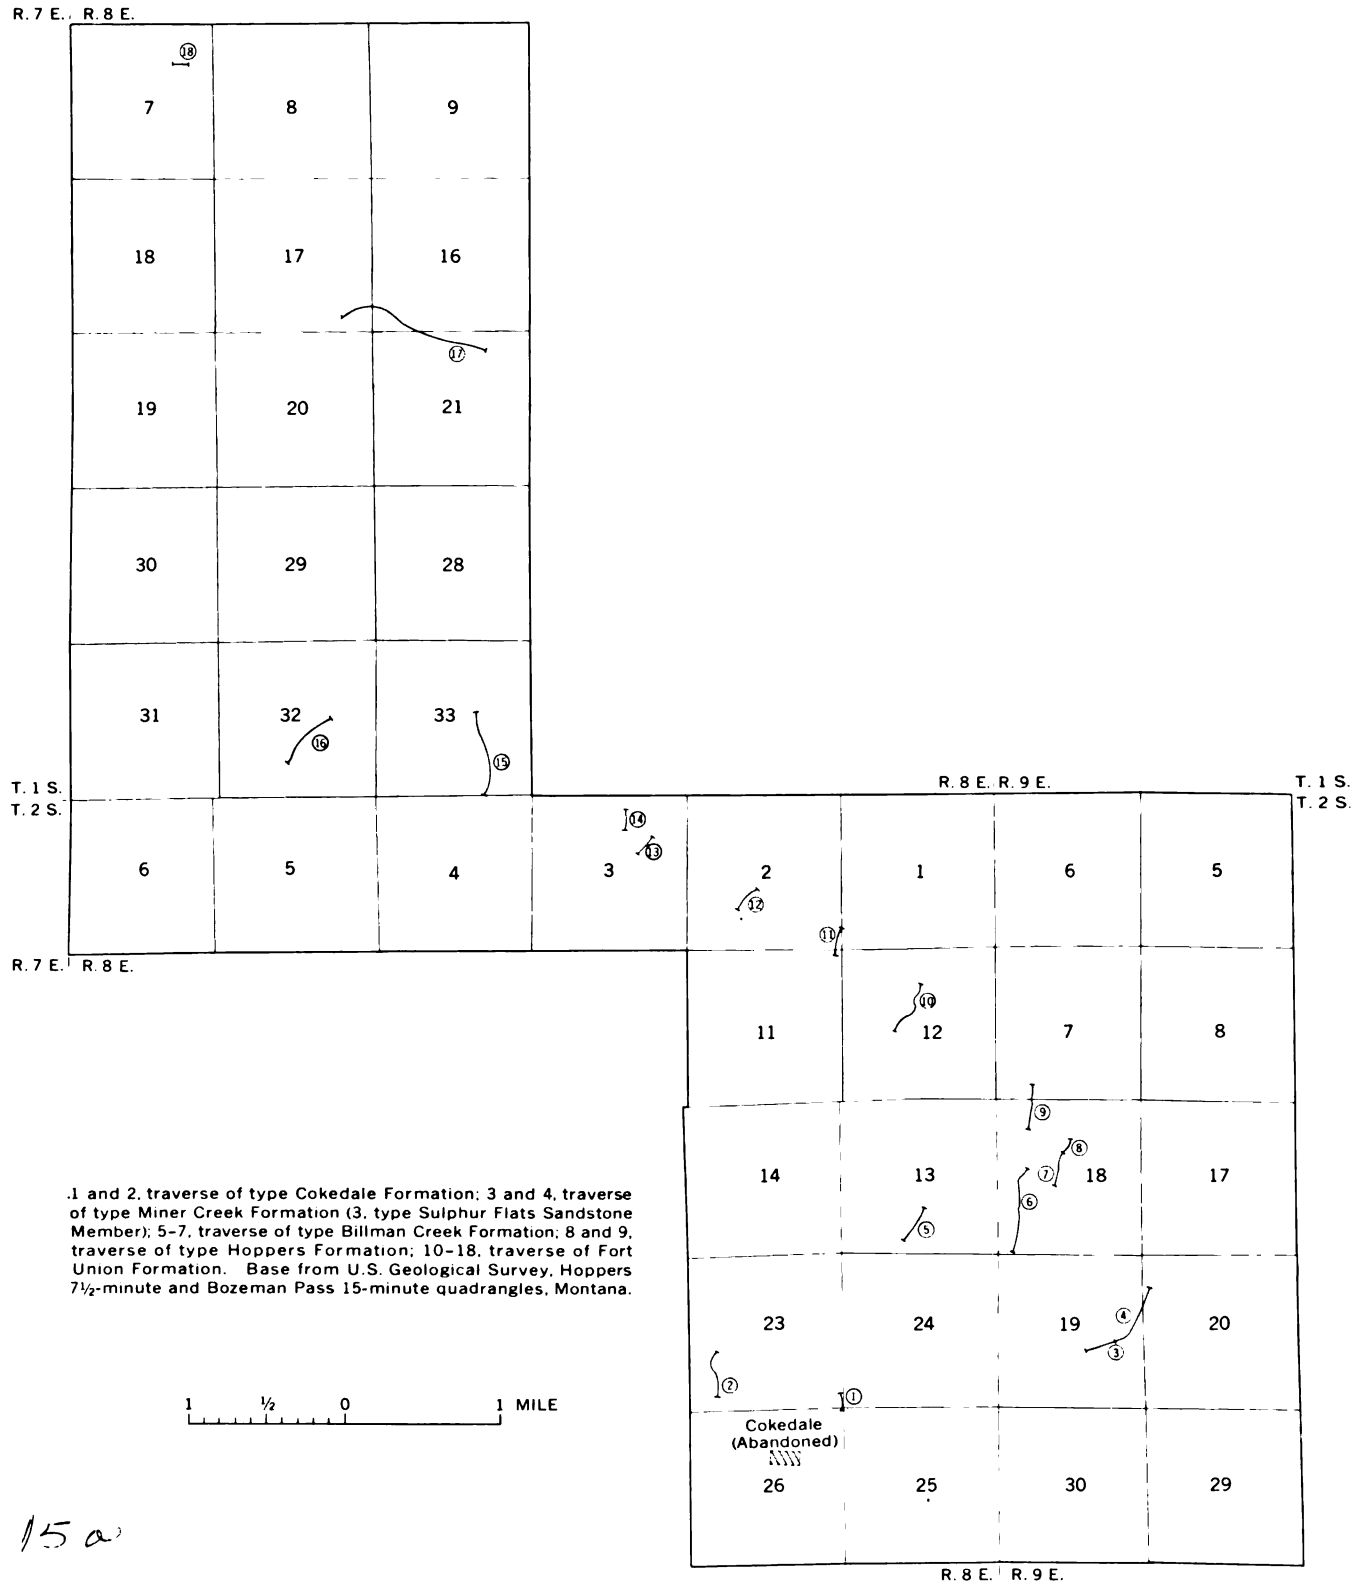 R. 7 E. R. 8 E.
18
7 8 9
18 17 16
17
19 20 21
30 29 28
31 32 33
16
15
T. 1 S. R. 8 E. R. 9 E. T. 1 S.
T. 2 S. T. 2 S.
14
13
6 5 4 3 2 1 6 5
12
11
R. 7 E. R. 8 E.
10
11 12 7 8
9
8
14 13 7 18 17
6
5
.1 and 2, traverse of type Cokedale Formation; 3 and 4, traverse
of type Miner Creek Formation (3, type Sulphur Flats Sandstone
Member); 5-7, traverse of type Billman Creek Formation; 8 and 9,
traverse of type Hoppers Formation; 10-18, traverse of Fort
Union Formation. Base from U.S. Geological Survey, Hoppers
7½-minute and Bozeman Pass 15-minute quadrangles, Montana.
4
23 24 19 20
3
2 1
1 ½ 0 1 MILE
Cokedale
(Abandoned)
26 25 30 29
15 a
R. 8 E. R. 9 E.